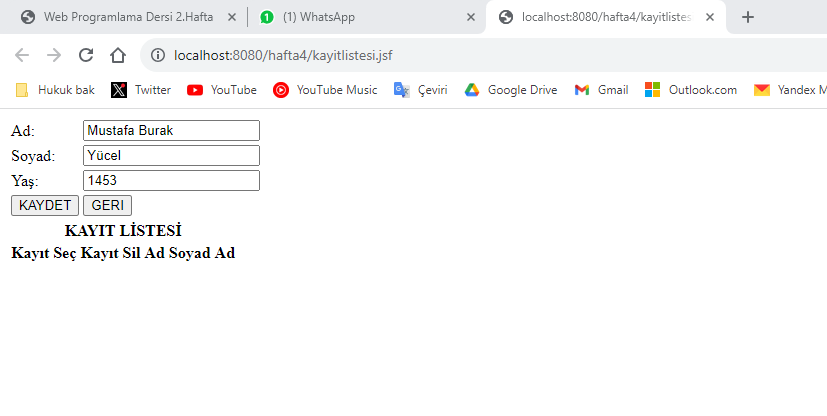 Web Programlama Dersi 2.Hafta
(1) WhatsApp
localhost:8080/hafta4/kayitlistes
localhost:8080/hafta4/kayitlistesi.jsf
Hukuk bak
Twitter
YouTube
YouTube Music
Çeviri
Google Drive
Gmail
Outlook.com
Yandex M
Ad: Mustafa Burak
Soyad: Yücel
Yaş: 1453
KAYDET GERI
KAYIT LİSTESİ
Kayıt Seç Kayıt Sil Ad Soyad Ad